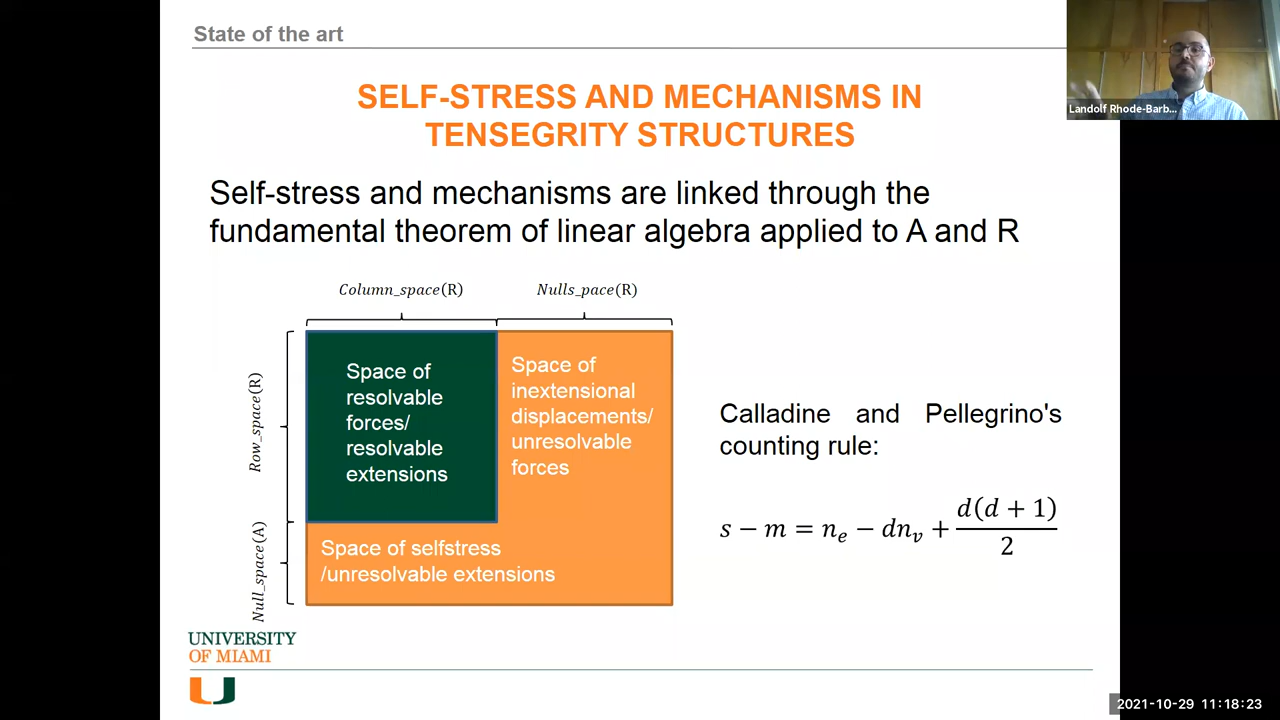 State of the art
Landolf Rhode-Barb...
SELF-STRESS AND MECHANISMS IN
TENSEGRITY STRUCTURES
Self-stress and mechanisms are linked through the
fundamental theorem of linear algebra applied to A and R
Column_space(R)
Nulls_pace(R)
Row_space(R)
Space of
resolvable
forces/
resolvable
extensions
Space of
inextensional
displacements/
unresolvable
forces
Calladine and Pellegrino's
counting rule:
s − m = nₑ − dnᵥ + d(d + 1)/2
Null_space(A)
Space of selfstress
/unresolvable extensions
UNIVERSITY
OF MIAMI
2021-10-29 11:18:23